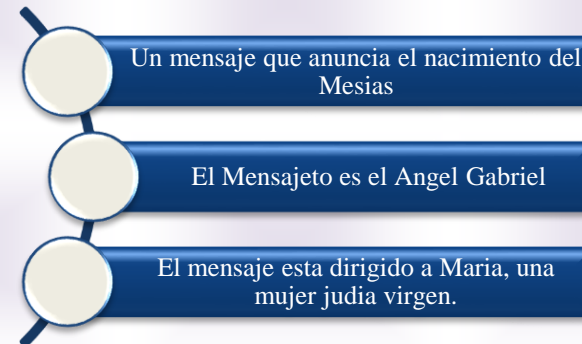 Un mensaje que anuncia el nacimiento del
Mesias
El Mensajeto es el Angel Gabriel
El mensaje esta dirigido a Maria, una
mujer judia virgen.